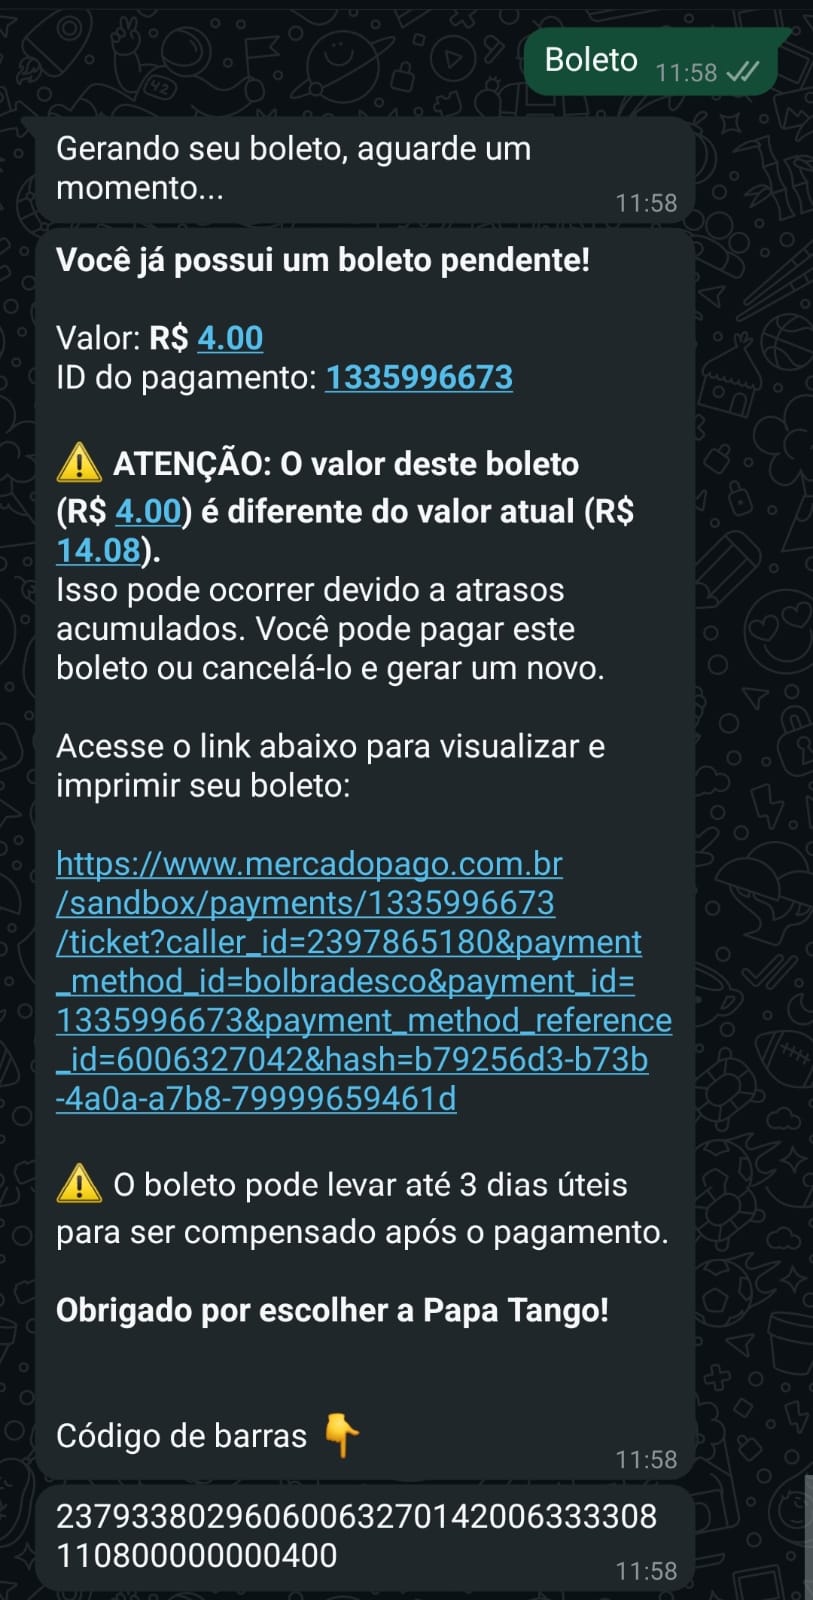 Boleto 11:58
Gerando seu boleto, aguarde um
momento...
11:58
Você já possui um boleto pendente!
Valor: R$ 4.00
ID do pagamento: 1335996673
⚠️ ATENÇÃO: O valor deste boleto
(R$ 4.00) é diferente do valor atual (R$
14.08).
Isso pode ocorrer devido a atrasos
acumulados. Você pode pagar este
boleto ou cancelá-lo e gerar um novo.
Acesse o link abaixo para visualizar e
imprimir seu boleto:
https://www.mercadopago.com.br
/sandbox/payments/1335996673
/ticket?caller_id=2397865180&payment
_method_id=bolbradesco&payment_id=
1335996673&payment_method_reference
_id=6006327042&hash=b79256d3-b73b
-4a0a-a7b8-79999659461d
⚠️ O boleto pode levar até 3 dias úteis
para ser compensado após o pagamento.
Obrigado por escolher a Papa Tango!
Código de barras 👇
11:58
23793380296060063270142006333308
110800000000400
11:58